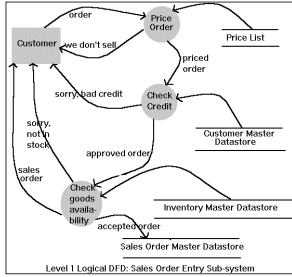 order
Price
Order
Customer
we don't sell
Price List
priced
order
sorry, bad credit
Check
Credit
sorry,
not in
stock
Customer Master
Datastore
approved order
sales
order
Check
goods
availa-
bility
Inventory Master Datastore
accepted order
Sales Order Master Datastore
Level 1 Logical DFD: Sales Order Entry Sub-system